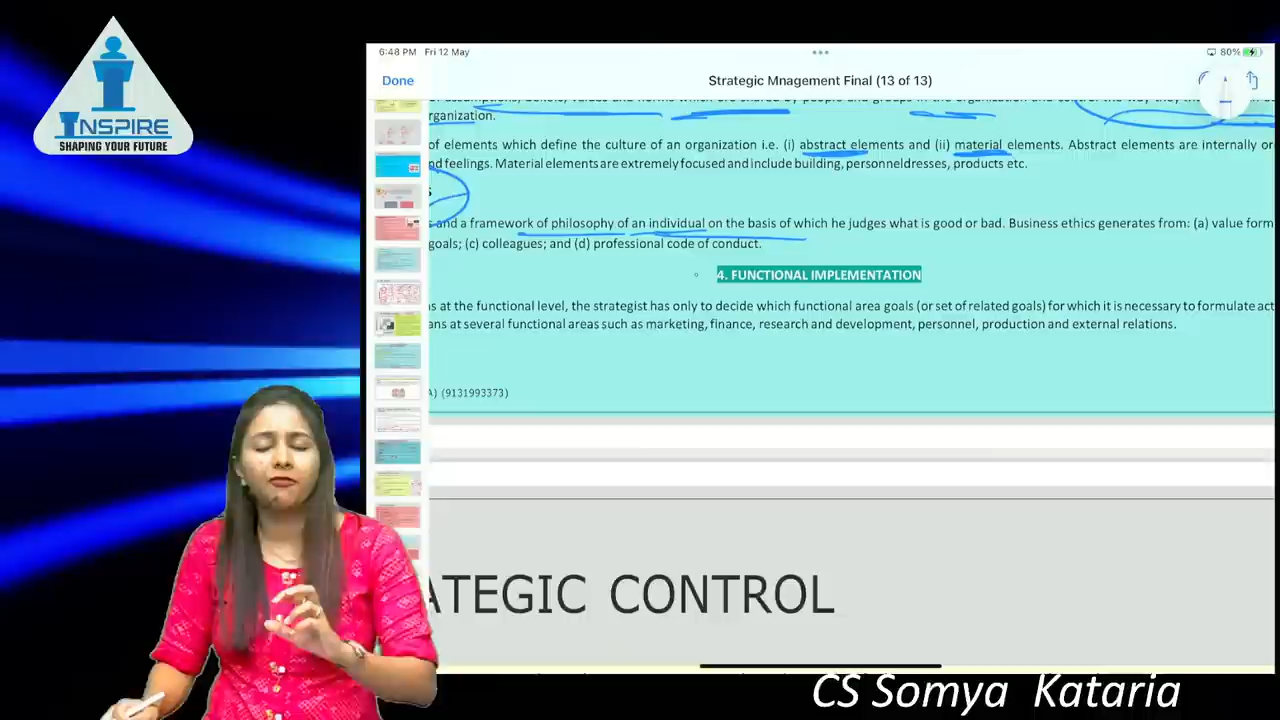 INSPIRE
SHAPING YOUR FUTURE
6:48 PM Fri 12 May
80%
Done
Strategic Mnagement Final (13 of 13)
people and groups
rganization.
of elements which define the culture of an organization i.e. (i) abstract elements and (ii) material elements. Abstract elements are internally or
nd feelings. Material elements are extremely focused and include building, personneldresses, products etc.
S
and a framework of philosophy of an individual on the basis of which he judges what is good or bad. Business ethics generates from: (a) value form
goals; (c) colleagues; and (d) professional code of conduct.
4. FUNCTIONAL IMPLEMENTATION
s at the functional level, the strategist has only to decide which functional area goals (or set of related goals) for which it is necessary to formulate act
ans at several functional areas such as marketing, finance, research and development, personnel, production and external relations.
A) (9131993373)
ATEGIC CONTROL
CS Somya Kataria